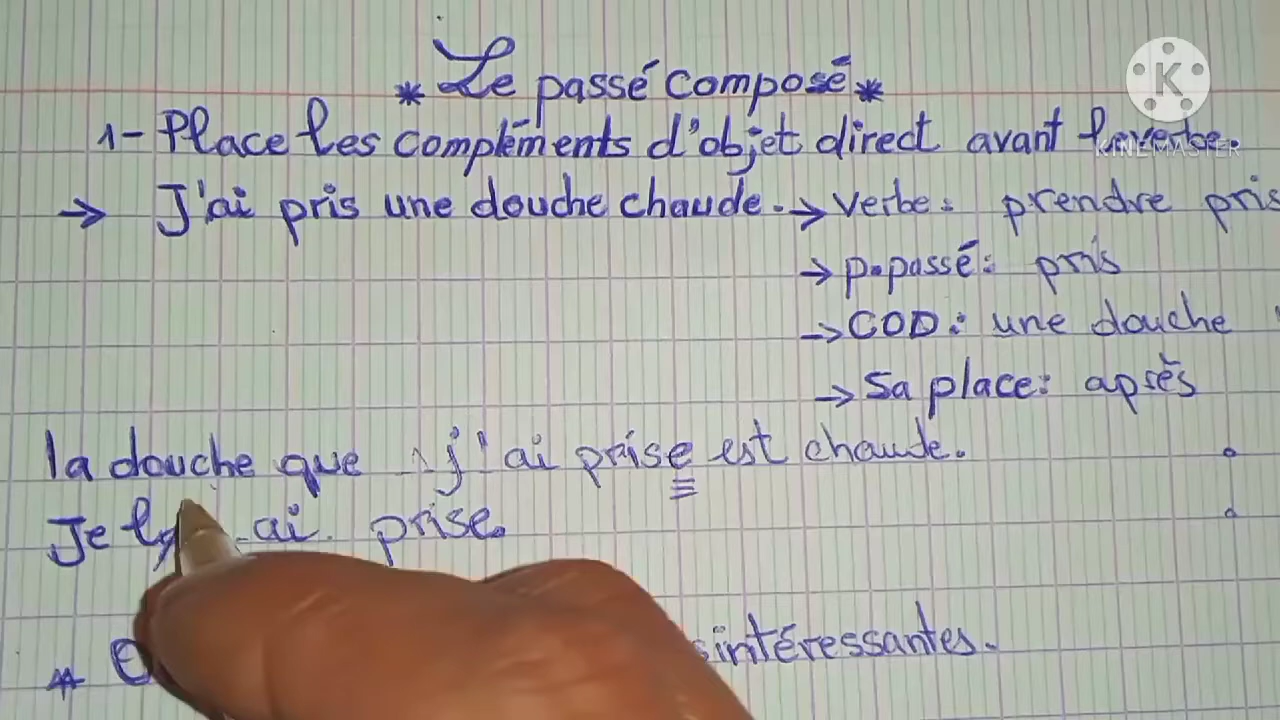 * Le passé composé *
1- Place les compléments d'objet direct avant le verbe.
→ J'ai pris une douche chaude. → verbe: prendre pris
→ p.passé: pris
→ COD: une douche
→ Sa place: après
la douche que j'ai prise est chaude.
Je l ai prise.
* intéressantes.
K
KINEMASTER